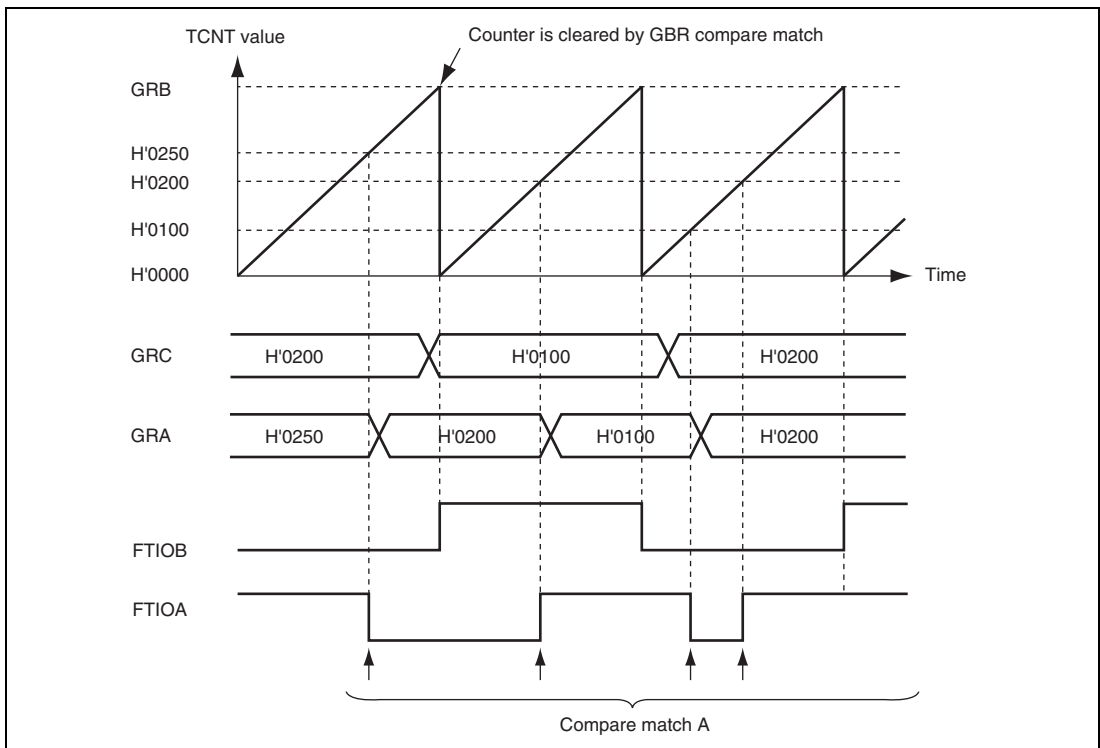 TCNT value
Counter is cleared by GBR compare match
GRB
H'0250
H'0200
H'0100
H'0000
Time
GRC
H'0200
H'0100
H'0200
GRA
H'0250
H'0200
H'0100
H'0200
FTIOB
FTIOA
Compare match A